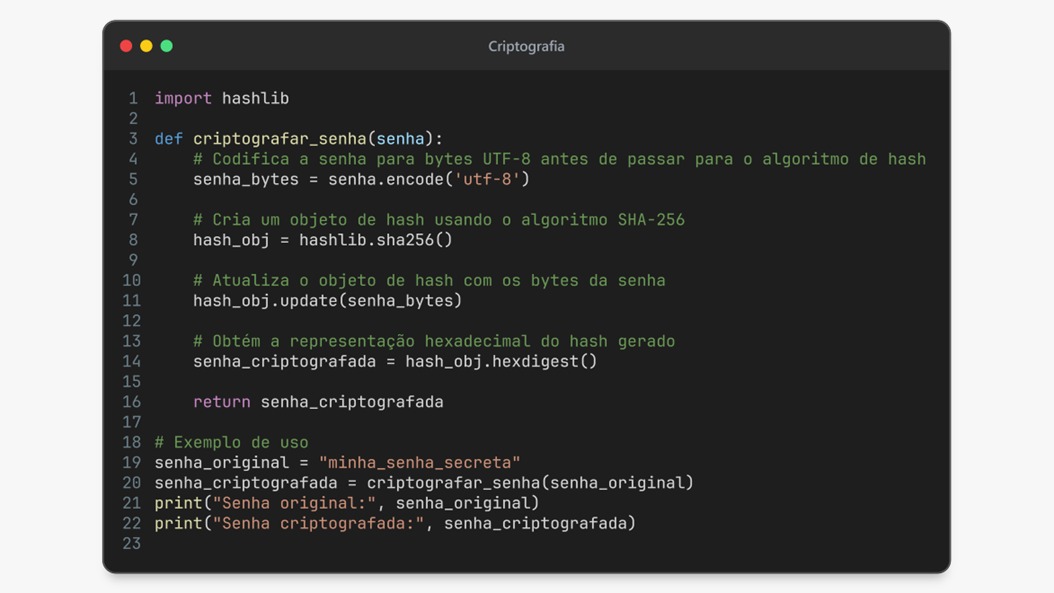 Criptografia
1 import hashlib
2
3 def criptografar_senha(senha):
4     # Codifica a senha para bytes UTF-8 antes de passar para o algoritmo de hash
5     senha_bytes = senha.encode('utf-8')
6
7     # Cria um objeto de hash usando o algoritmo SHA-256
8     hash_obj = hashlib.sha256()
9
10     # Atualiza o objeto de hash com os bytes da senha
11     hash_obj.update(senha_bytes)
12
13     # Obtém a representação hexadecimal do hash gerado
14     senha_criptografada = hash_obj.hexdigest()
15
16     return senha_criptografada
17
18 # Exemplo de uso
19 senha_original = "minha_senha_secreta"
20 senha_criptografada = criptografar_senha(senha_original)
21 print("Senha original:", senha_original)
22 print("Senha criptografada:", senha_criptografada)
23